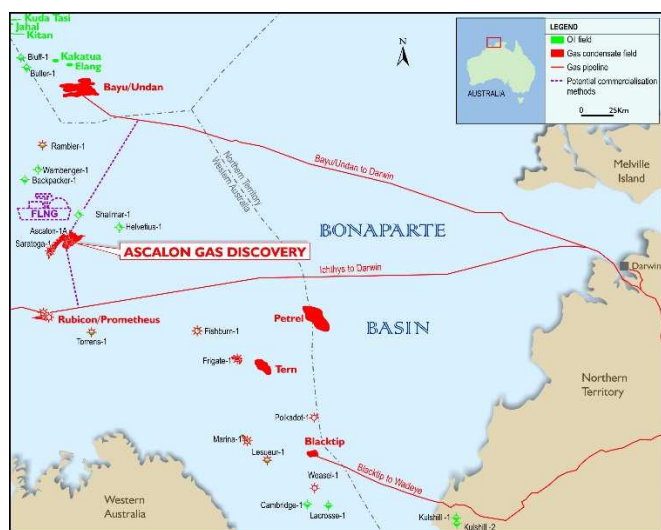 Kuda Tasi
Jahal
Kitan
Bluff-1
Kakatua
Elang
Buller-1
Bayu/Undan
Rambler-1
Wamberger-1
Backpacker-1
FLNG
Shalmar-1
Helvetius-1
Ascalon-1A
Saratoga-1
ASCALON GAS DISCOVERY
N
Northern Territory
Western Australia
Bayu/Undan to Darwin
BONAPARTE
Ichthys to Darwin
BASIN
Rubicon/Prometheus
Torrens-1
Fishburn-1
Petrel
Frigate-1
Tern
Polkadot-1
Marina-1
Lesueur-1
Blacktip
Weasel-1
Blacktip to Wadeye
Cambridge-1
Lacrosse-1
Kulshill -1
Kulshill -2
Western
Australia
Northern
Territory
Darwin
Melville
Island
AUSTRALIA
LEGEND
Oil field
Gas condensate field
Gas pipeline
Potential commercialisation
methods
0 25Km